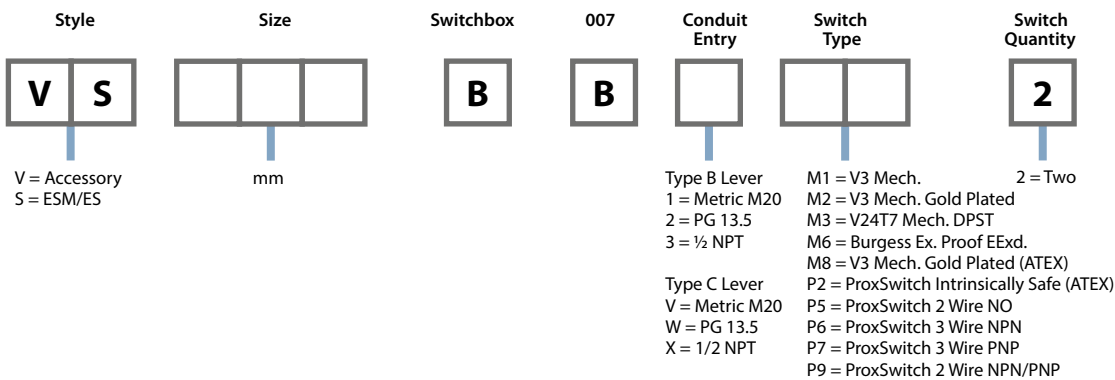 Style Size Switchbox 007 Conduit Entry Switch Type Switch Quantity
V S B B 2
V = Accessory
S = ESM/ES
mm
Type B Lever
1 = Metric M20
2 = PG 13.5
3 = ½ NPT
Type C Lever
V = Metric M20
W = PG 13.5
X = 1/2 NPT
M1 = V3 Mech.
M2 = V3 Mech. Gold Plated
M3 = V24T7 Mech. DPST
M6 = Burgess Ex. Proof EExd.
M8 = V3 Mech. Gold Plated (ATEX)
P2 = ProxSwitch Intrinsically Safe (ATEX)
P5 = ProxSwitch 2 Wire NO
P6 = ProxSwitch 3 Wire NPN
P7 = ProxSwitch 3 Wire PNP
P9 = ProxSwitch 2 Wire NPN/PNP
2 = Two